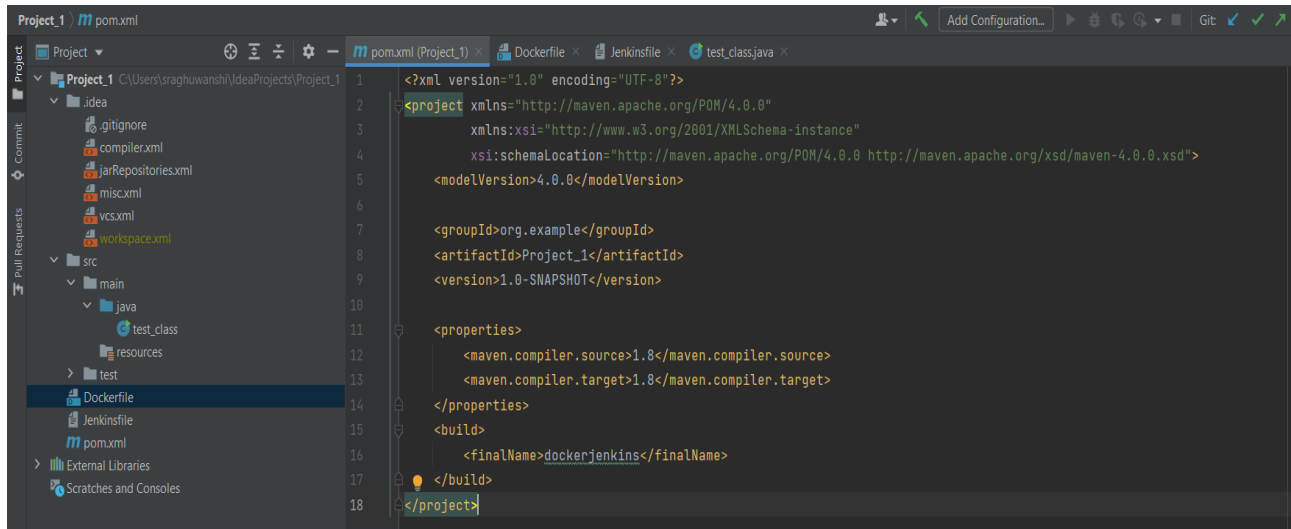 Project_1 〉 m pom.xml
Add Configuration...
Git:
Project
Commit
Pull Requests
Project
Project_1 C:\Users\sraghuwanshi\IdeaProjects\Project_1
.idea
.gitignore
compiler.xml
jarRepositories.xml
misc.xml
vcs.xml
workspace.xml
src
main
java
test_class
resources
test
Dockerfile
Jenkinsfile
m pom.xml
External Libraries
Scratches and Consoles
m pom.xml (Project_1) × Dockerfile × Jenkinsfile × test_class.java ×
1 <?xml version="1.0" encoding="UTF-8"?>
2 <project xmlns="http://maven.apache.org/POM/4.0.0"
3 xmlns:xsi="http://www.w3.org/2001/XMLSchema-instance"
4 xsi:schemaLocation="http://maven.apache.org/POM/4.0.0 http://maven.apache.org/xsd/maven-4.0.0.xsd">
5 <modelVersion>4.0.0</modelVersion>
6
7 <groupId>org.example</groupId>
8 <artifactId>Project_1</artifactId>
9 <version>1.0-SNAPSHOT</version>
10
11 <properties>
12 <maven.compiler.source>1.8</maven.compiler.source>
13 <maven.compiler.target>1.8</maven.compiler.target>
14 </properties>
15 <build>
16 <finalName>dockerjenkins</finalName>
17 </build>
18 </project>